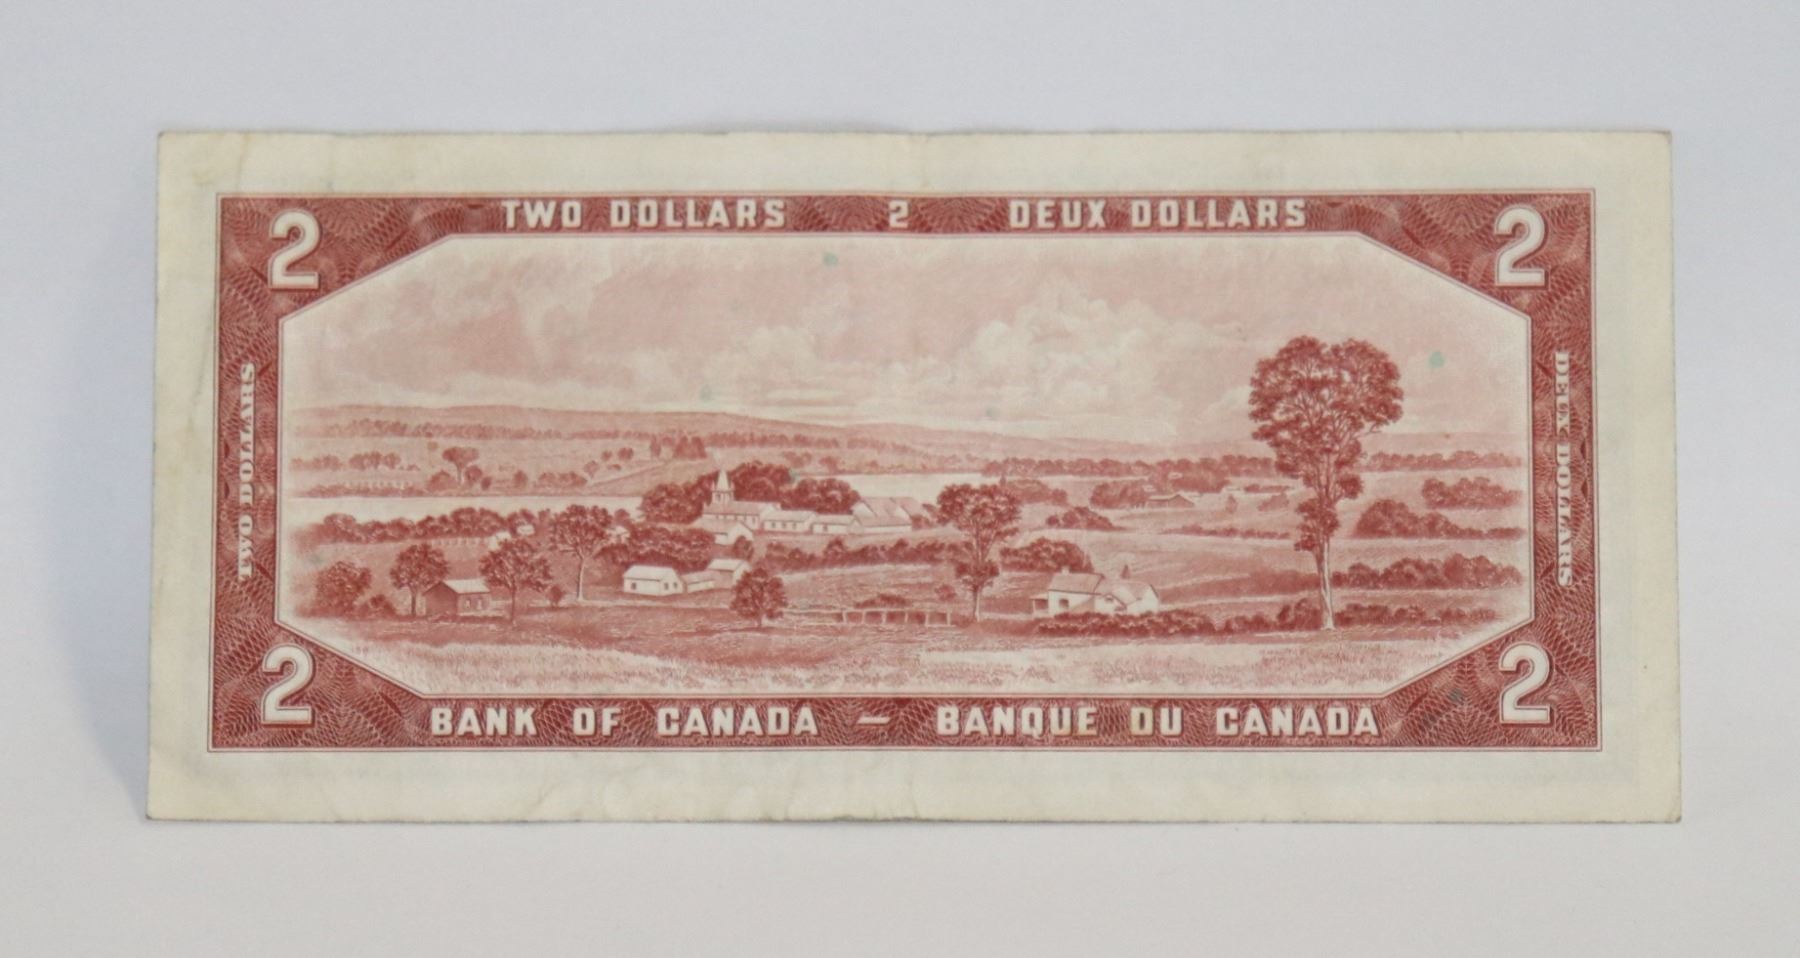 2 TWO DOLLARS 2 DEUX DOLLARS 2
TWO DOLLARS
DEUX DOLLARS
2 BANK OF CANADA – BANQUE DU CANADA 2